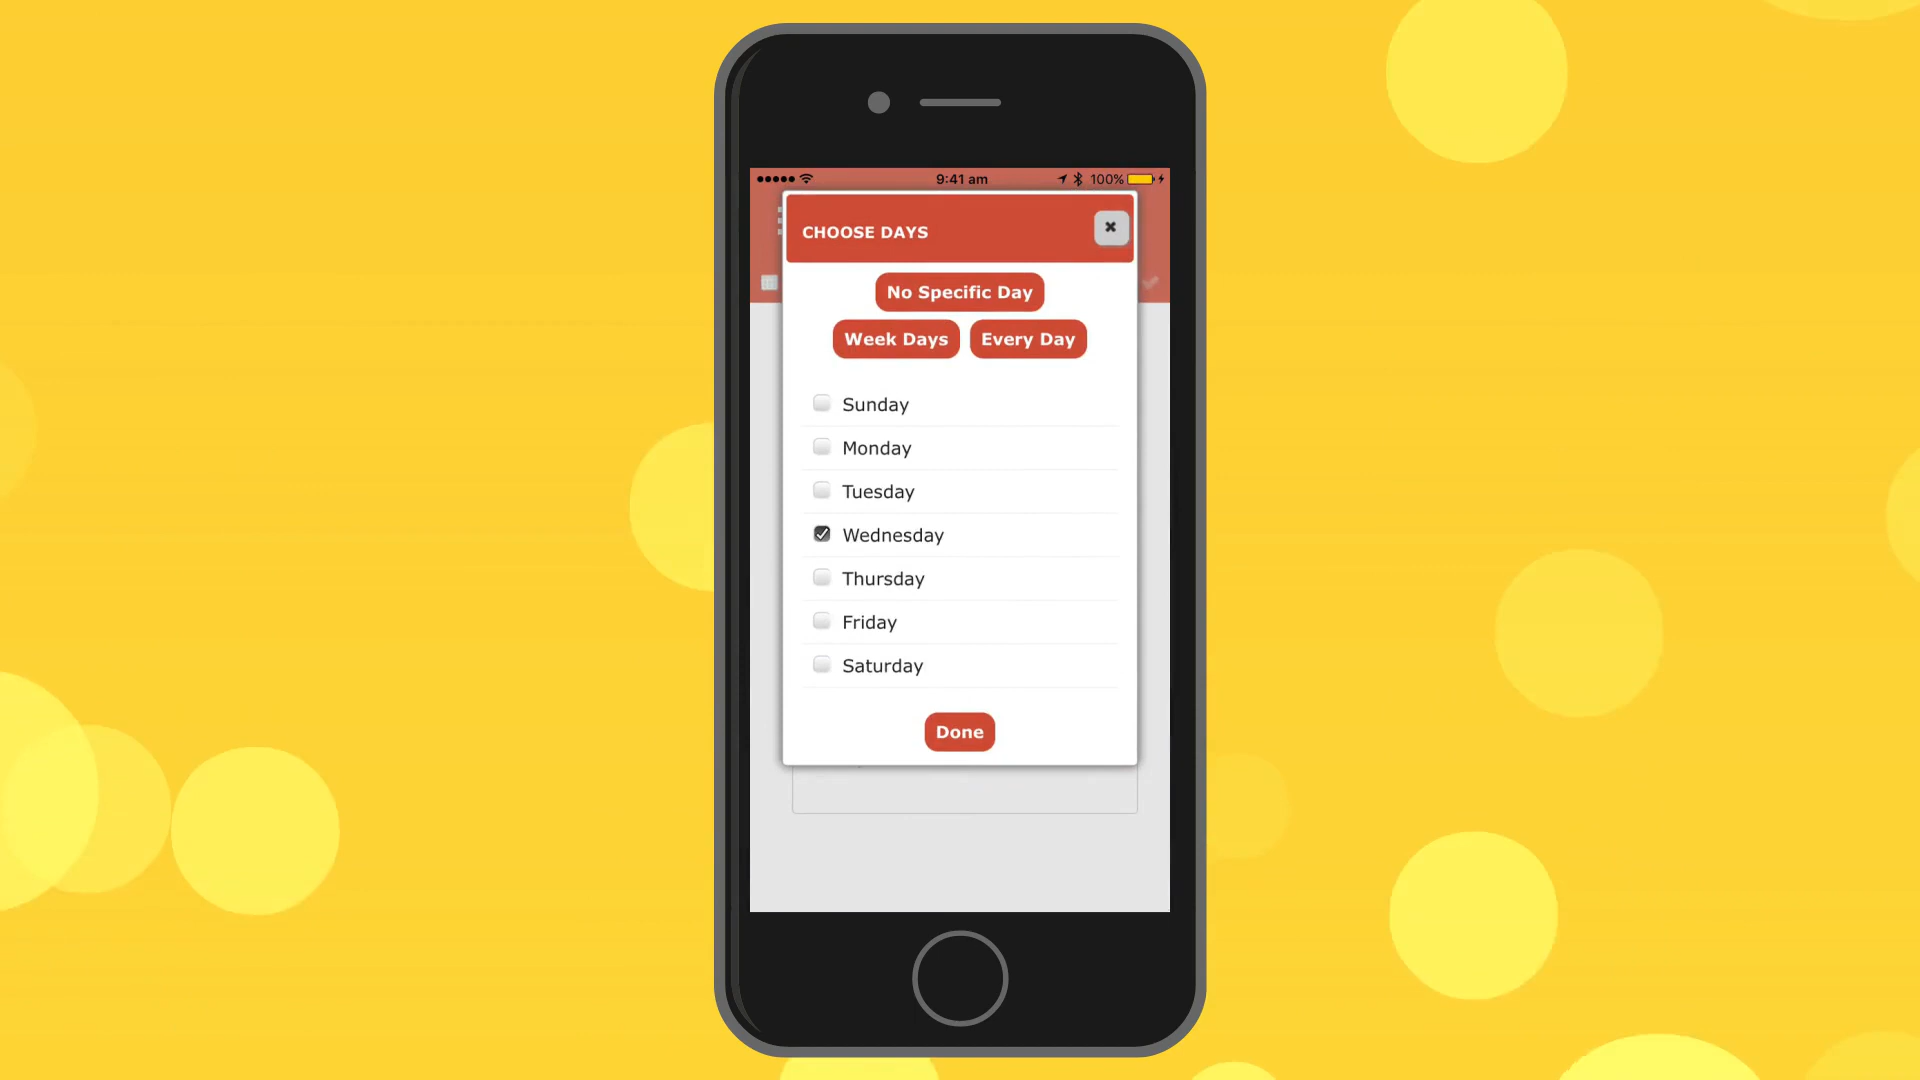 9:41 am 100%
CHOOSE DAYS
No Specific Day
Week Days Every Day
Sunday
Monday
Tuesday
Wednesday
Thursday
Friday
Saturday
Done